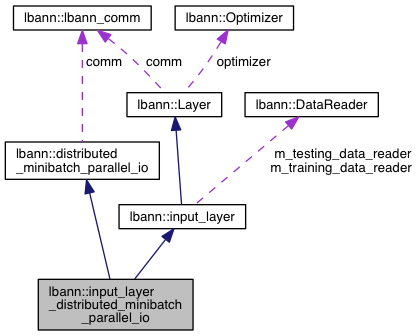 lbann::lbann_comm
lbann::Optimizer
comm
comm
optimizer
lbann::Layer
lbann::DataReader
lbann::distributed
_minibatch_parallel_io
m_testing_data_reader
m_training_data_reader
lbann::input_layer
lbann::input_layer
_distributed_minibatch
_parallel_io